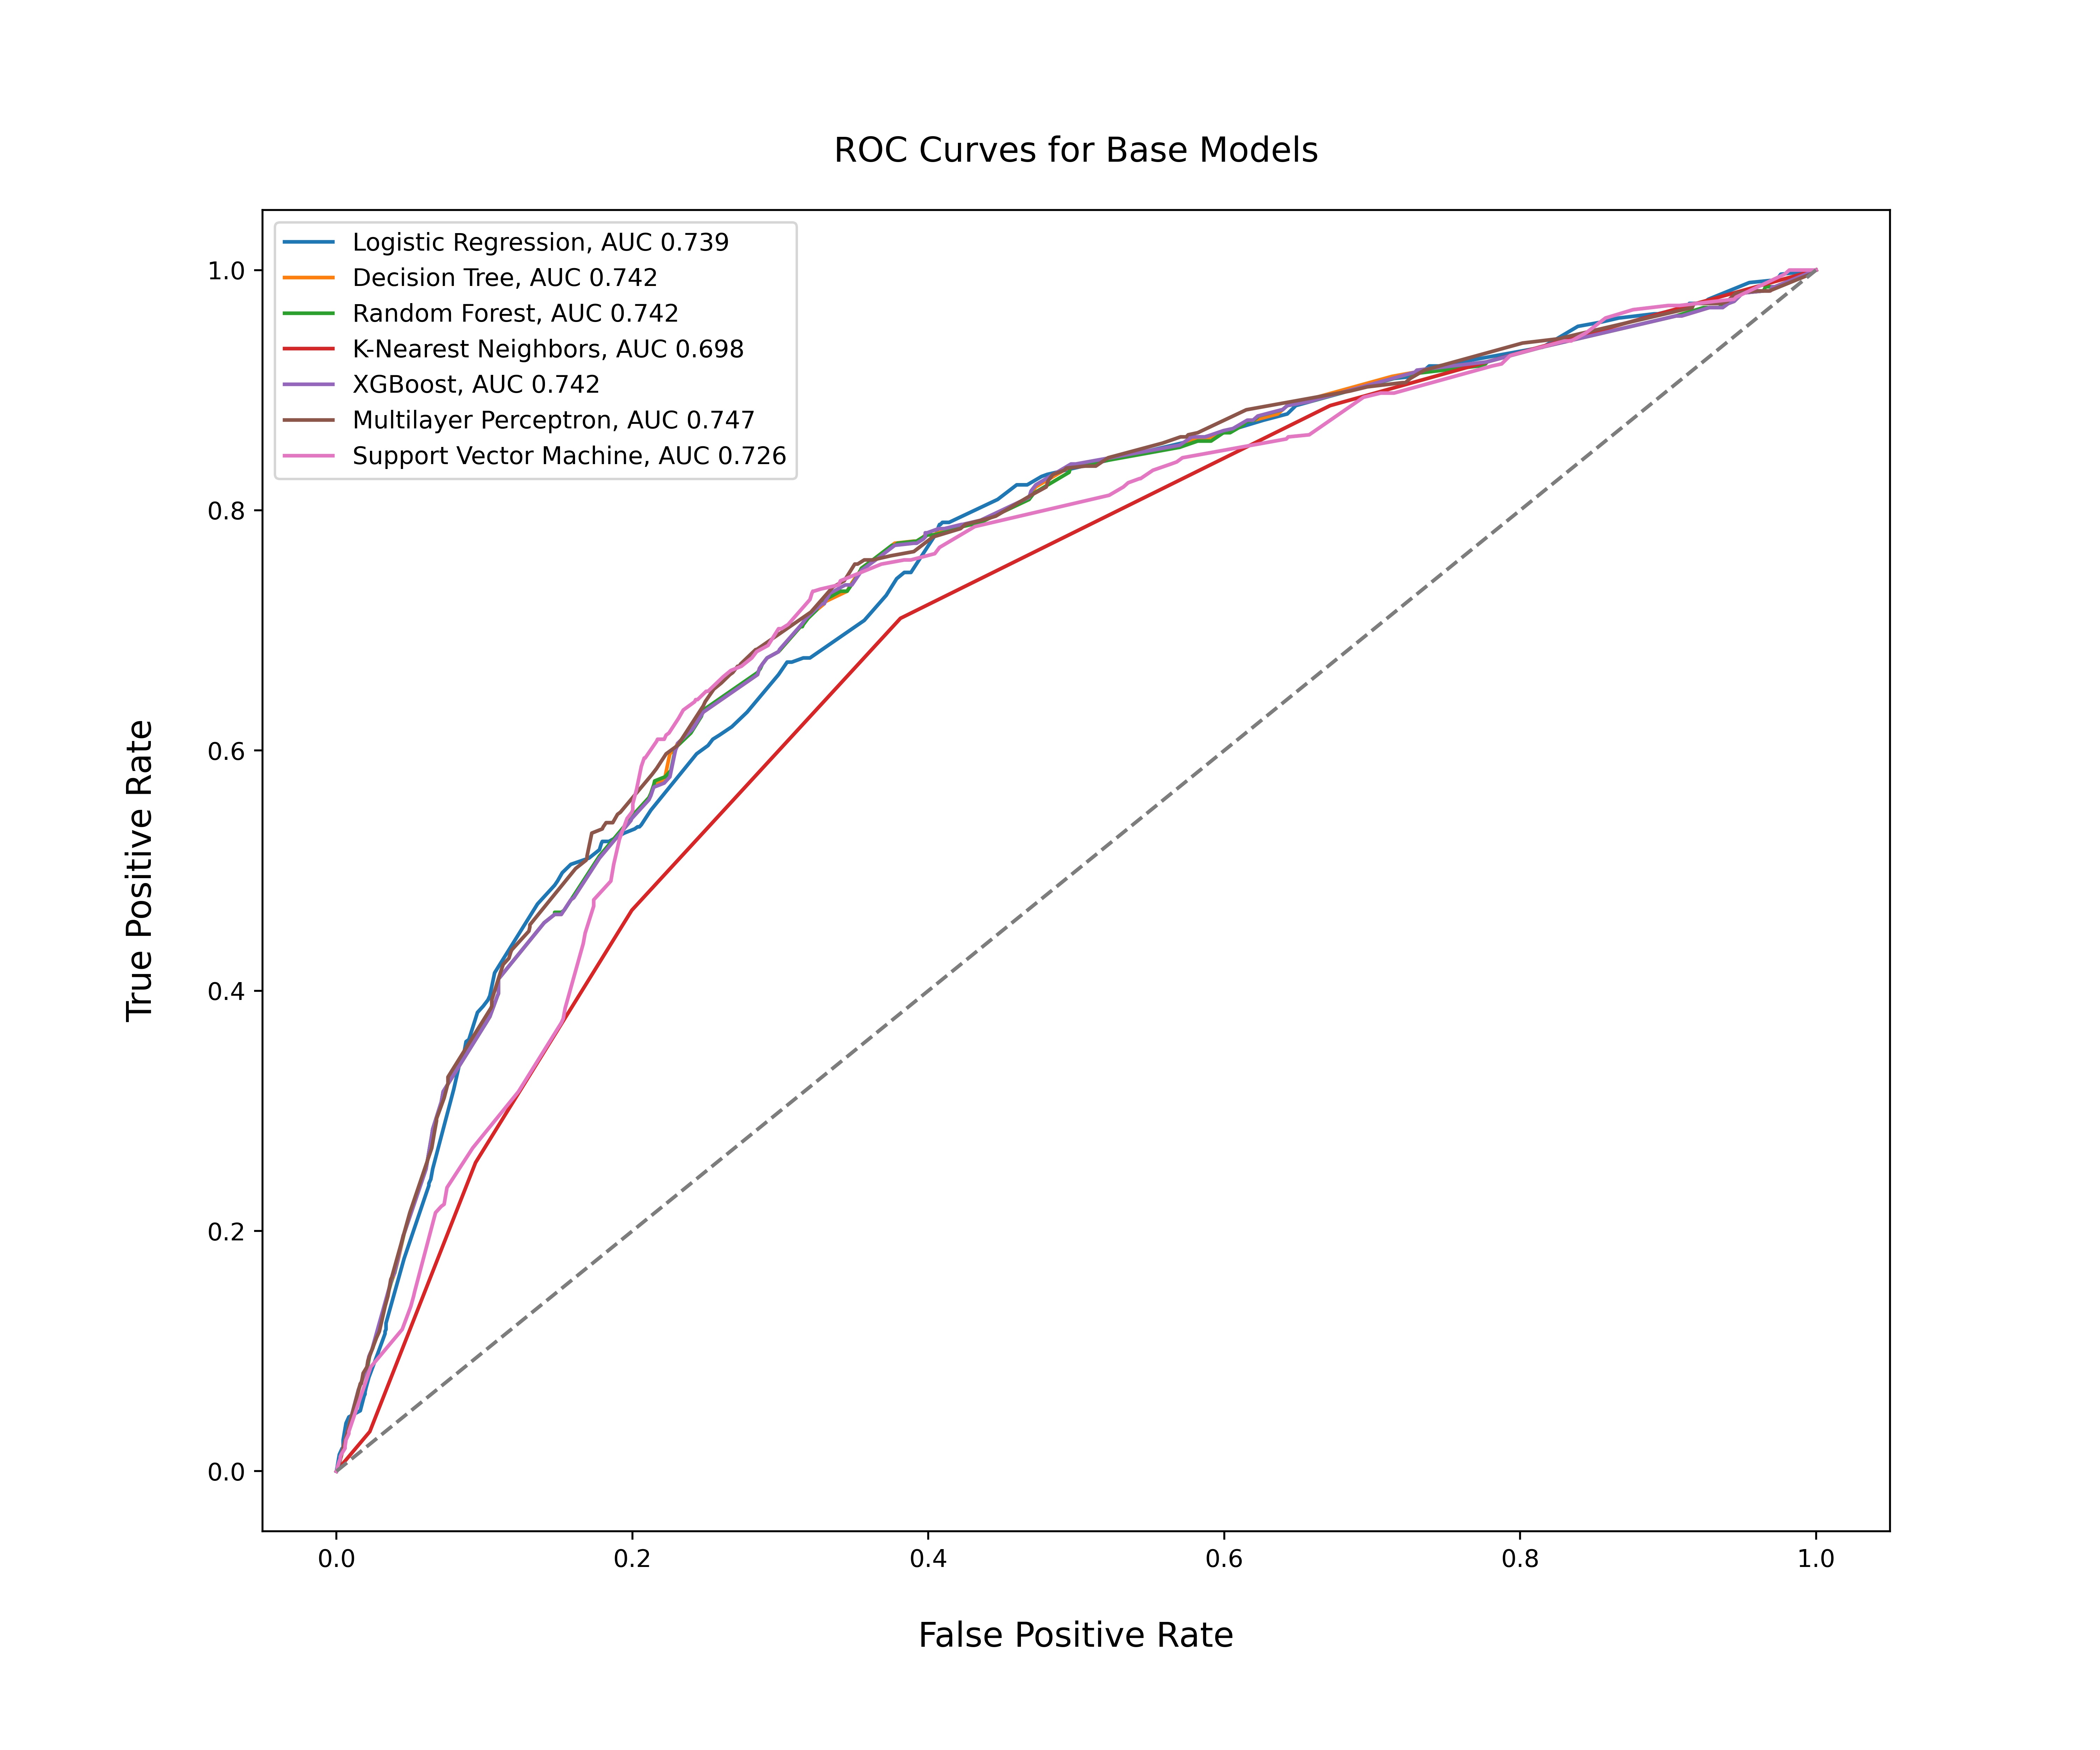 ROC Curves for Base Models
Logistic Regression, AUC 0.739
Decision Tree, AUC 0.742
Random Forest, AUC 0.742
K-Nearest Neighbors, AUC 0.698
XGBoost, AUC 0.742
Multilayer Perceptron, AUC 0.747
Support Vector Machine, AUC 0.726
True Positive Rate
1.0
0.8
0.6
0.4
0.2
0.0
0.0 0.2 0.4 0.6 0.8 1.0
False Positive Rate